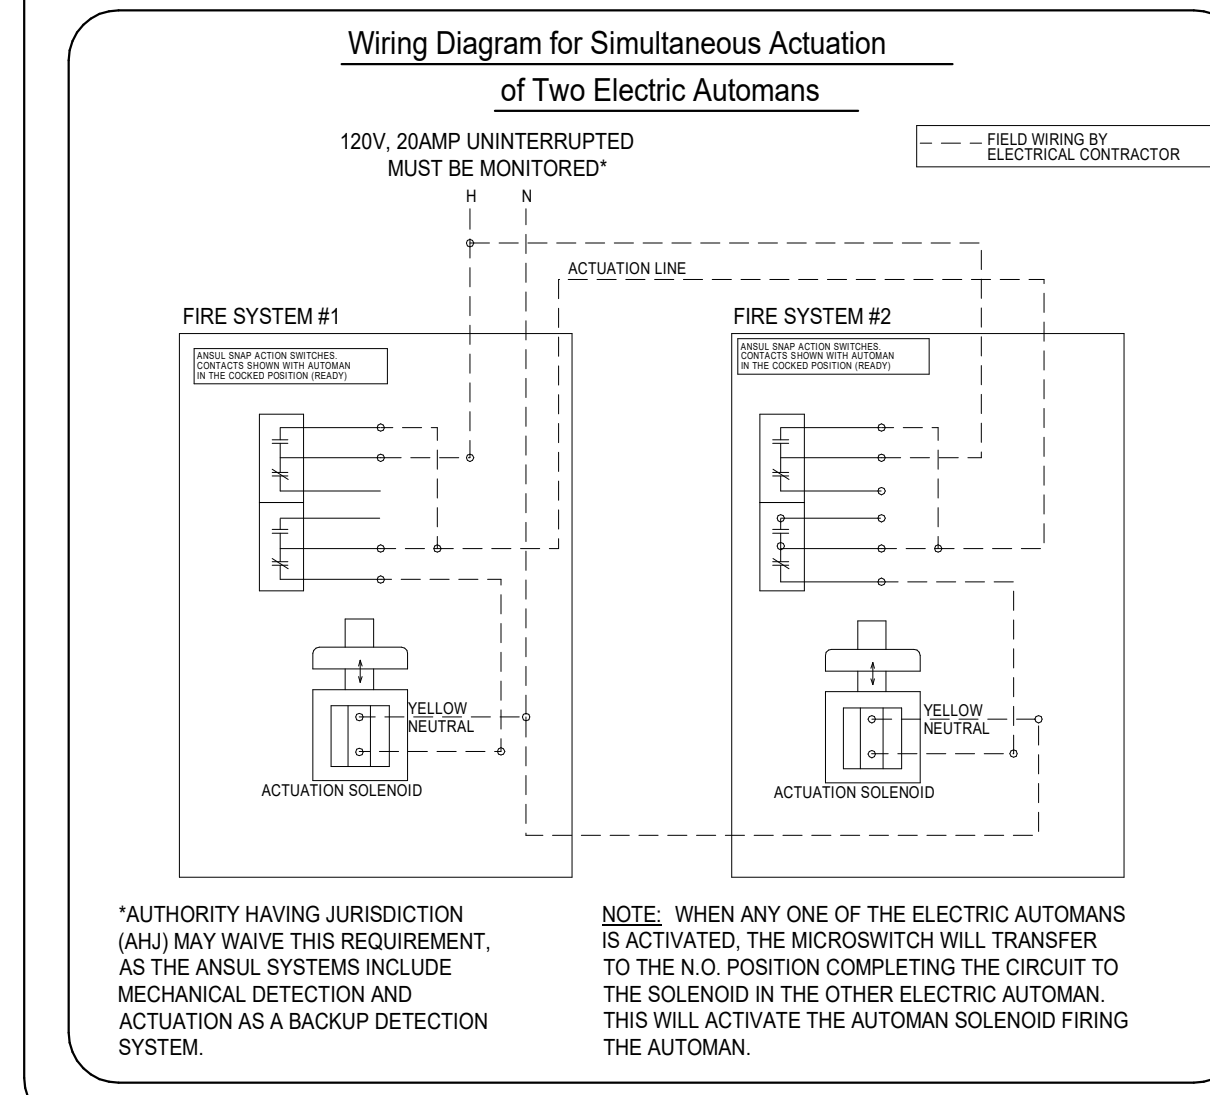 Wiring Diagram for Simultaneous Actuation
of Two Electric Automans
120V, 20AMP UNINTERRUPTED
MUST BE MONITORED*
H N
FIELD WIRING BY
ELECTRICAL CONTRACTOR
ACTUATION LINE
FIRE SYSTEM #1
ANSUL SNAP ACTION SWITCHES.
CONTACTS SHOWN WITH AUTOMAN
IN THE COCKED POSITION (READY)
YELLOW
NEUTRAL
ACTUATION SOLENOID
FIRE SYSTEM #2
ANSUL SNAP ACTION SWITCHES.
CONTACTS SHOWN WITH AUTOMAN
IN THE COCKED POSITION (READY)
YELLOW
NEUTRAL
ACTUATION SOLENOID
*AUTHORITY HAVING JURISDICTION
(AHJ) MAY WAIVE THIS REQUIREMENT,
AS THE ANSUL SYSTEMS INCLUDE
MECHANICAL DETECTION AND
ACTUATION AS A BACKUP DETECTION
SYSTEM.
NOTE: WHEN ANY ONE OF THE ELECTRIC AUTOMANS
IS ACTIVATED, THE MICROSWITCH WILL TRANSFER
TO THE N.O. POSITION COMPLETING THE CIRCUIT TO
THE SOLENOID IN THE OTHER ELECTRIC AUTOMAN.
THIS WILL ACTIVATE THE AUTOMAN SOLENOID FIRING
THE AUTOMAN.